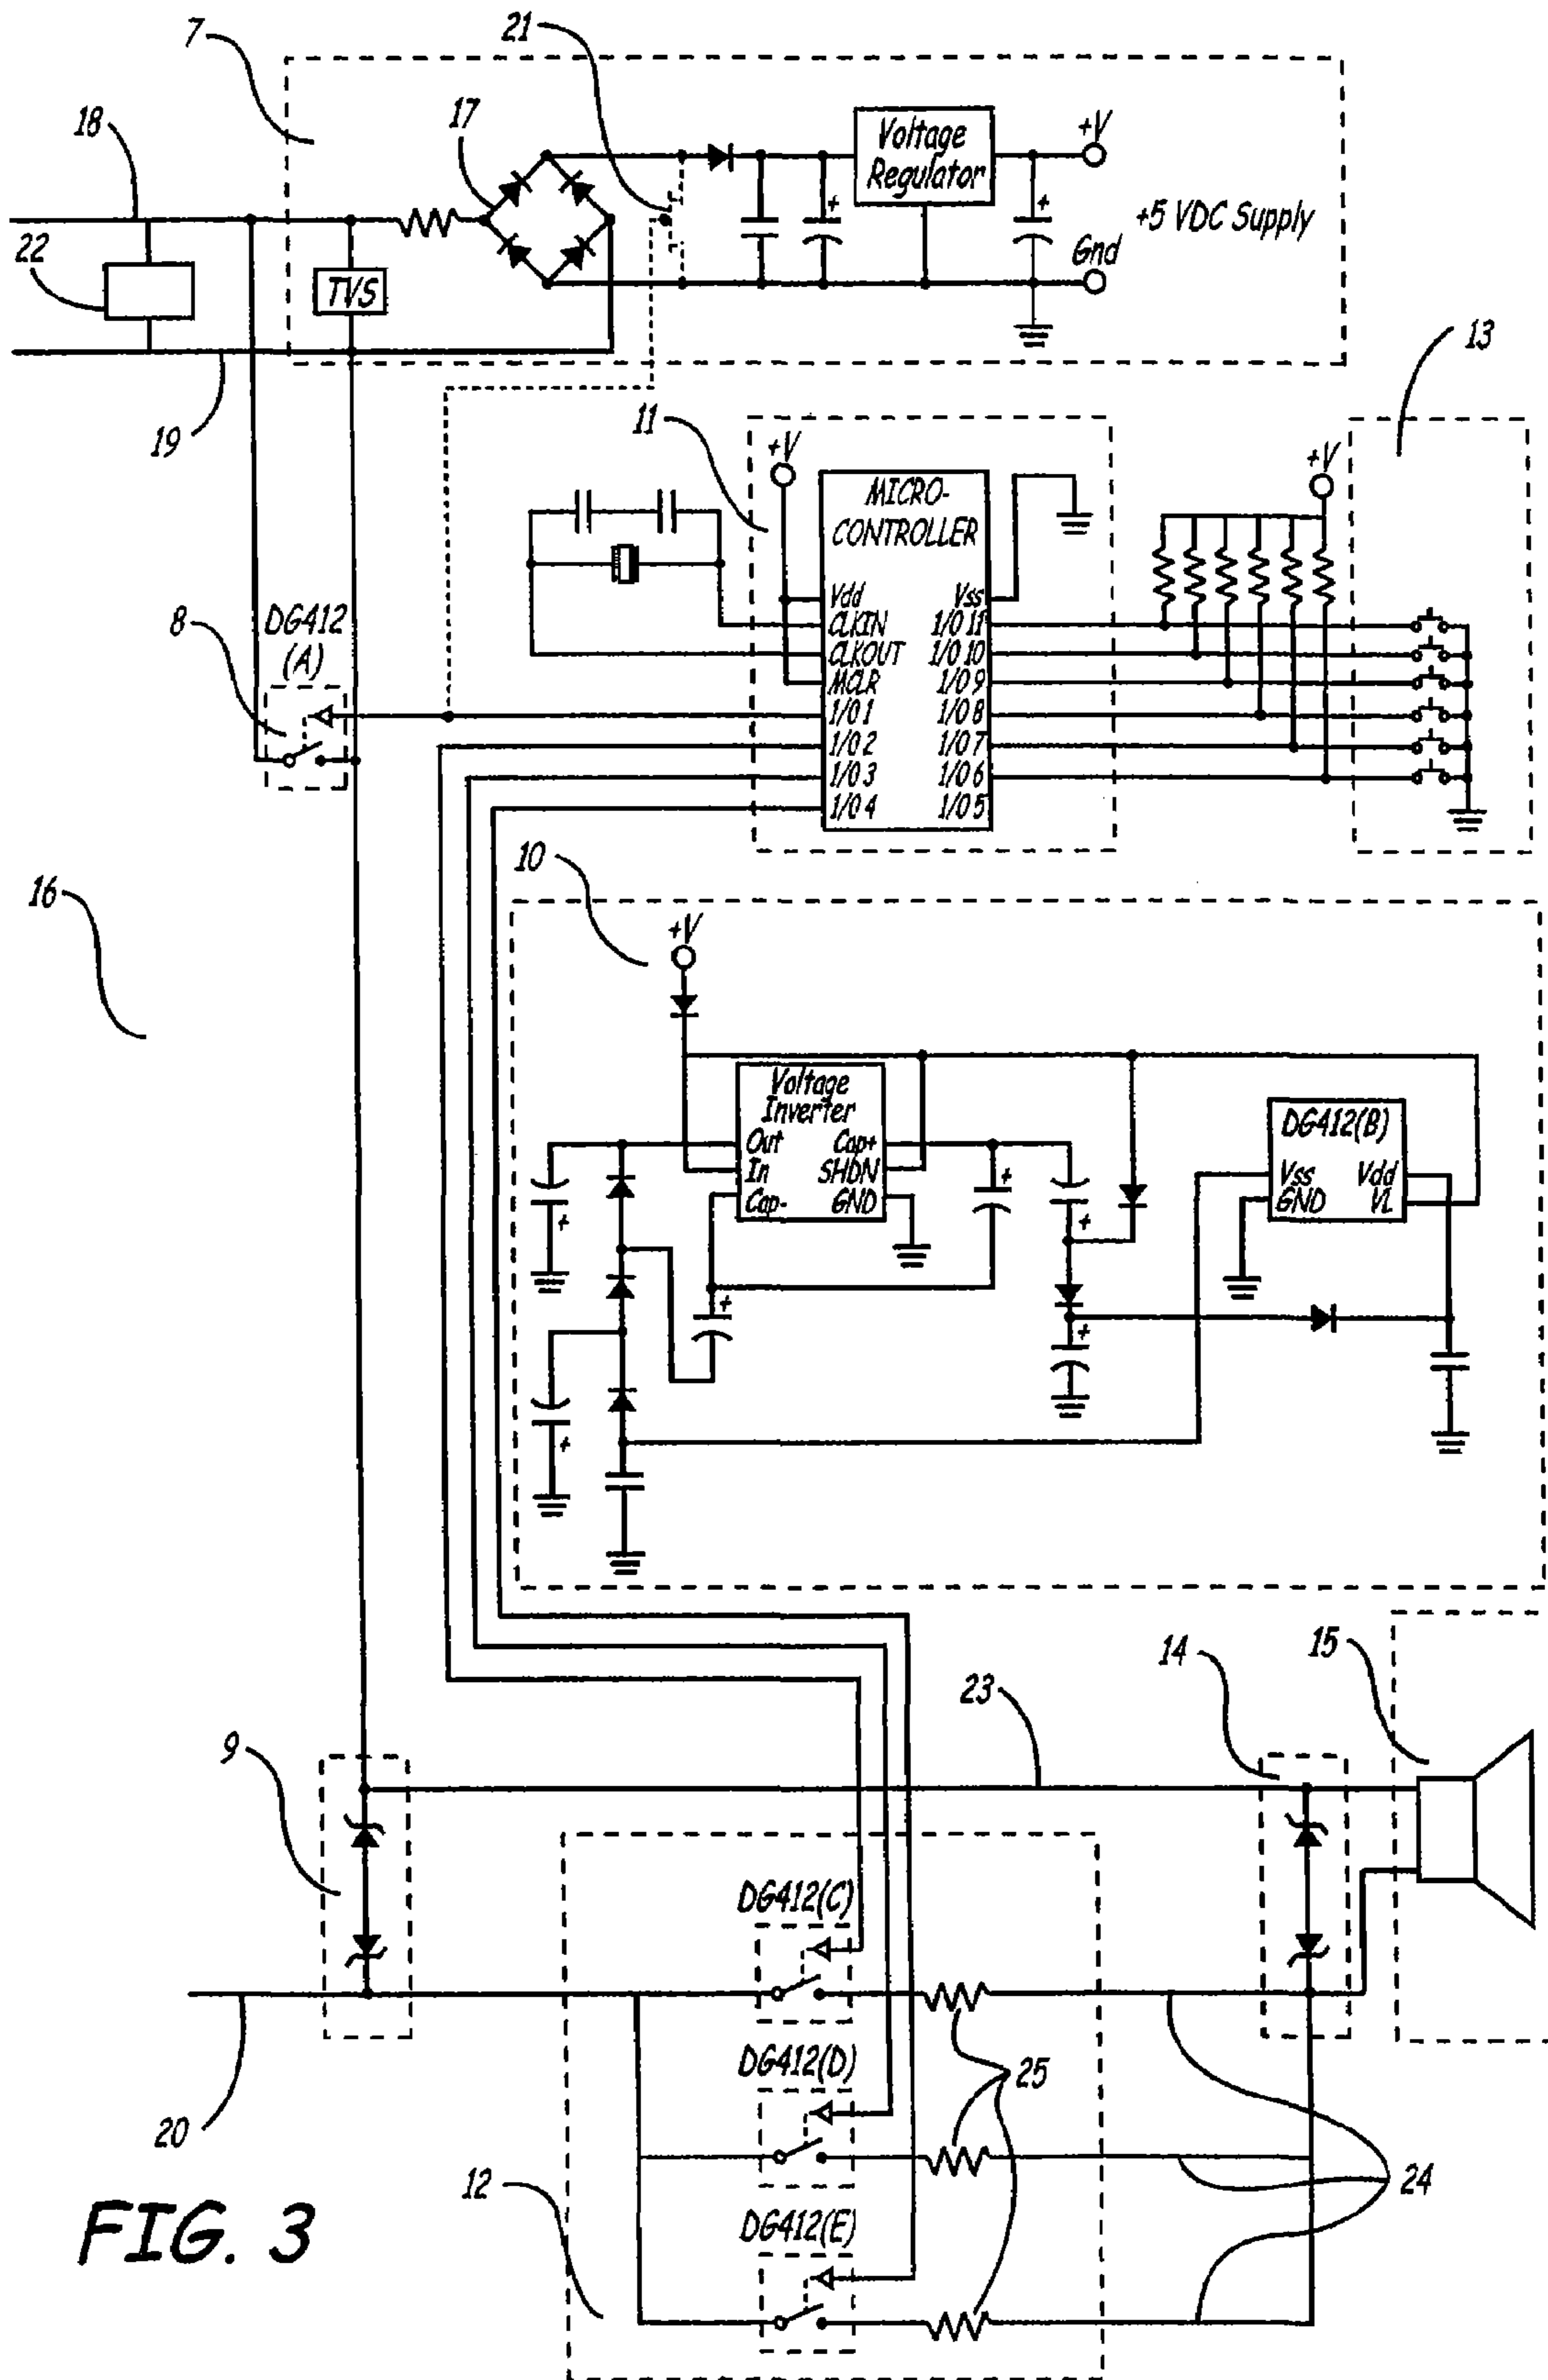 7
21
18
17
Voltage
Regulator
+V
+
+
+5 VDC Supply
22
TVS
Gnd
19
13
11
+V
+V
MICRO-
CONTROLLER
8
DG412
(A)
Vdd
Vss
CLKIN
I/O 11
CLKOUT
I/O 10
MCLR
I/O 9
I/O 1
I/O 8
I/O 2
I/O 7
I/O 3
I/O 6
I/O 4
I/O 5
16
10
+V
Voltage
Inverter
Out
Cap+
In
SHDN
Cap-
GND
+
+
+
DG412(B)
Vss
Vdd
GND
VL
+
+
+
14
15
23
9
DG412(C)
DG412(D)
25
20
12
24
DG412(E)
FIG. 3